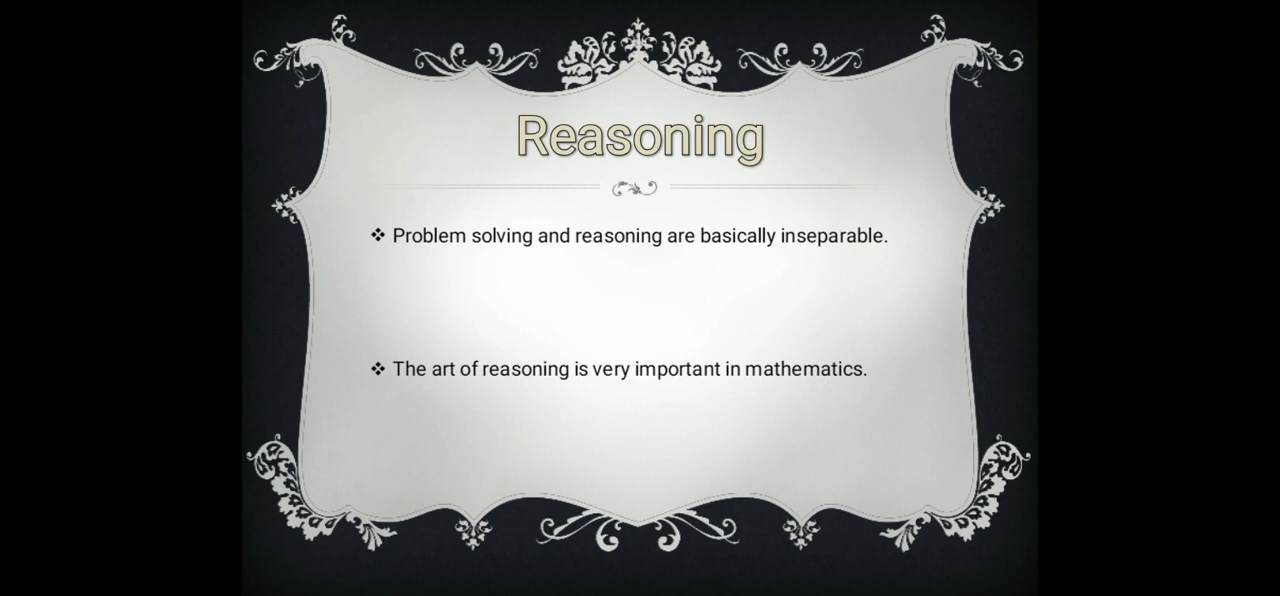 Reasoning
❖ Problem solving and reasoning are basically inseparable.
❖ The art of reasoning is very important in mathematics.